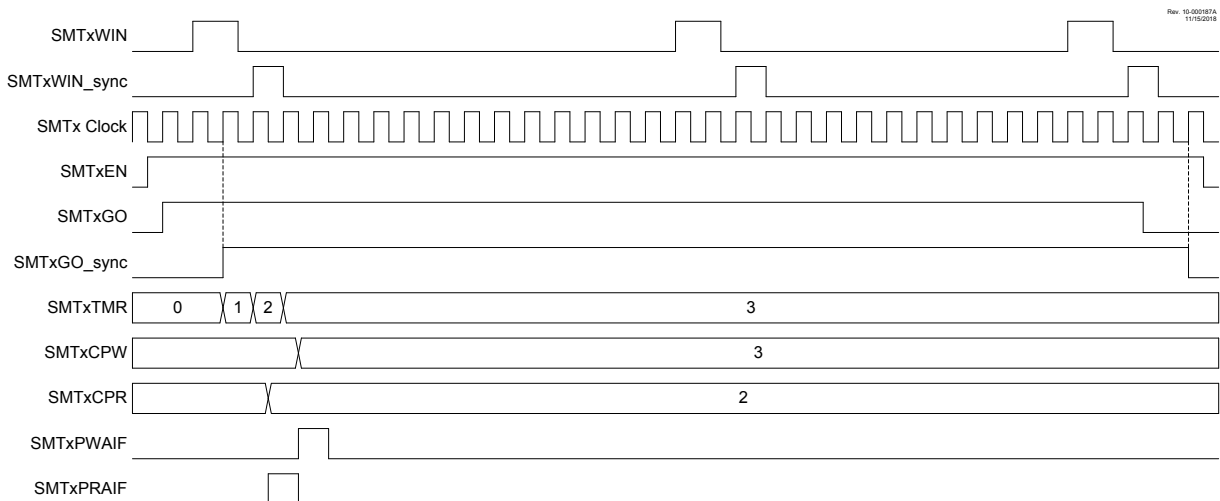 Rev. 10-000187A
11/15/2018
SMTxWIN
SMTxWIN_sync
SMTx Clock
SMTxEN
SMTxGO
SMTxGO_sync
SMTxTMR 0 1 2 3
SMTxCPW 3
SMTxCPR 2
SMTxPWAIF
SMTxPRAIF